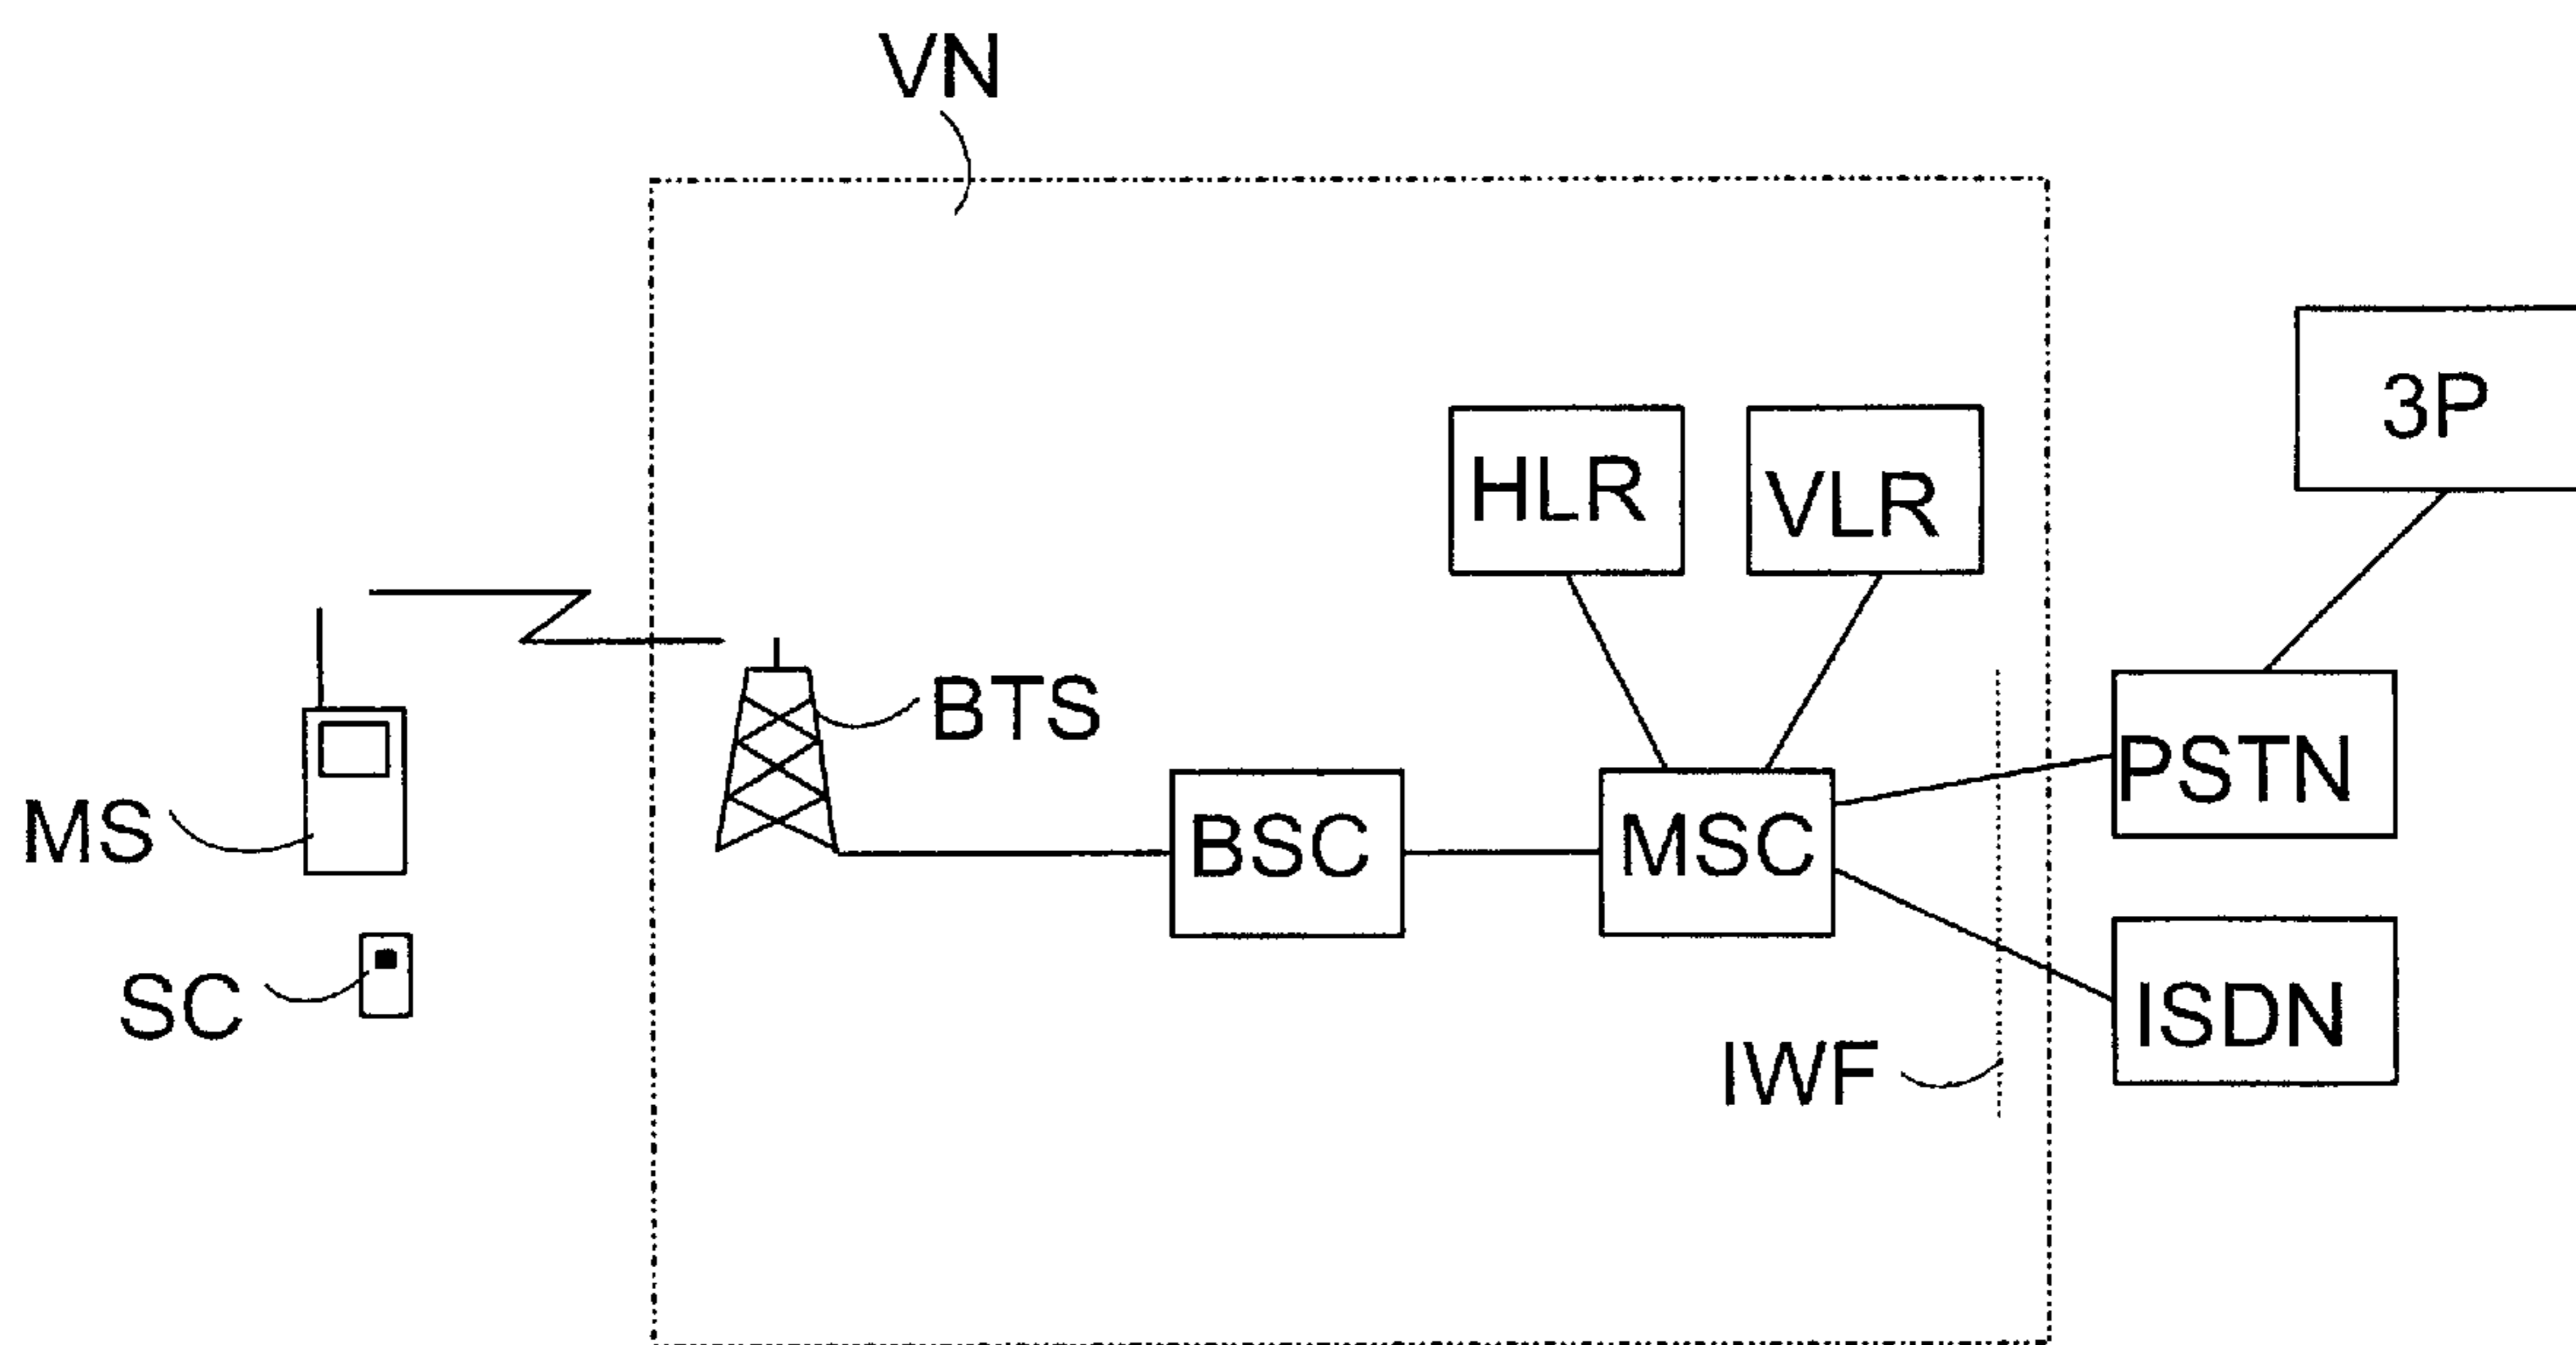 VN
3P
HLR
VLR
BTS
MS
BSC
MSC
PSTN
SC
ISDN
IWF